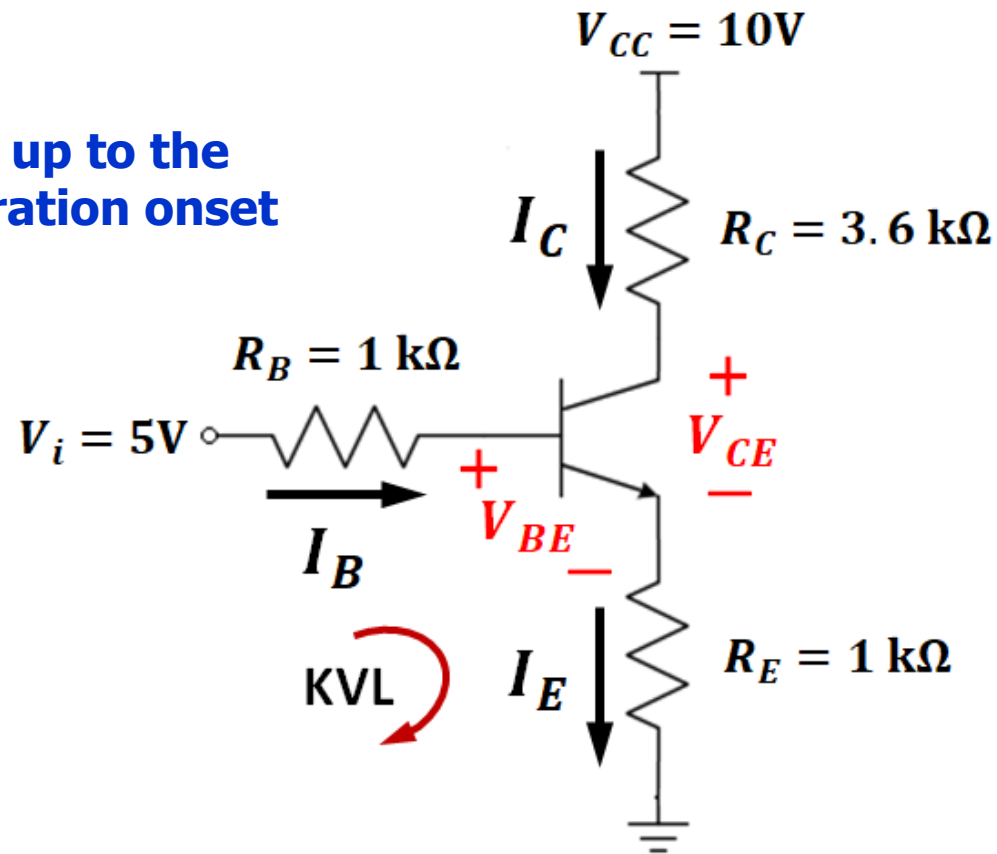 V_CC = 10V
up to the
ration onset
I_C
R_C = 3.6 kΩ
R_B = 1 kΩ
V_i = 5V
+
V_CE
−
+
V_BE
−
I_B
KVL
I_E
R_E = 1 kΩ